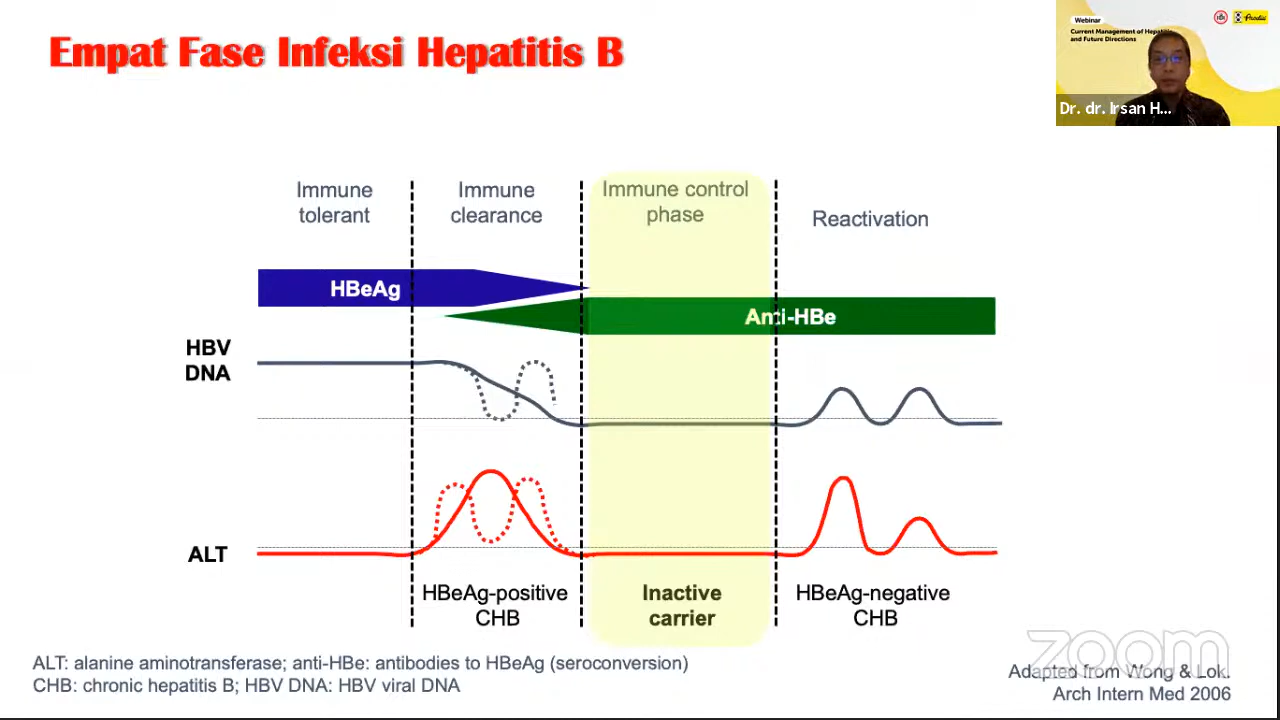 Empat Fase Infeksi Hepatitis B
Webinar
Prodia
Current Management of Hepatitis
and Future Directions
Dr. dr. Irsan H...
Immune
tolerant
Immune
clearance
Immune control
phase
Reactivation
HBeAg
Anti-HBe
HBV
DNA
ALT
HBeAg-positive
CHB
Inactive
carrier
HBeAg-negative
CHB
ALT: alanine aminotransferase; anti-HBe: antibodies to HBeAg (seroconversion)
CHB: chronic hepatitis B; HBV DNA: HBV viral DNA
zoom
Adapted from Wong & Lok.
Arch Intern Med 2006